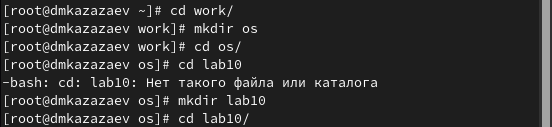 [root@dmkazazaev ~]# cd work/
[root@dmkazazaev work]# mkdir os
[root@dmkazazaev work]# cd os/
[root@dmkazazaev os]# cd lab10
-bash: cd: lab10: Нет такого файла или каталога
[root@dmkazazaev os]# mkdir lab10
[root@dmkazazaev os]# cd lab10/